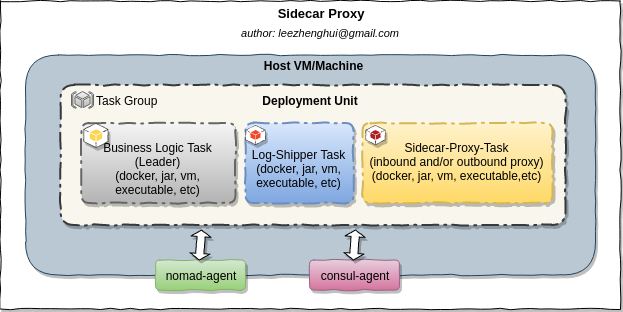 Sidecar Proxy
author: leezhenghui@gmail.com
Host VM/Machine
Task Group
Deployment Unit
Business Logic Task
(Leader)
(docker, jar, vm,
executable, etc)
Log-Shipper Task
(docker, jar, vm,
executable, etc)
Sidecar-Proxy-Task
(inbound and/or outbound proxy)
(docker, jar, vm, executable,etc)
nomad-agent
consul-agent